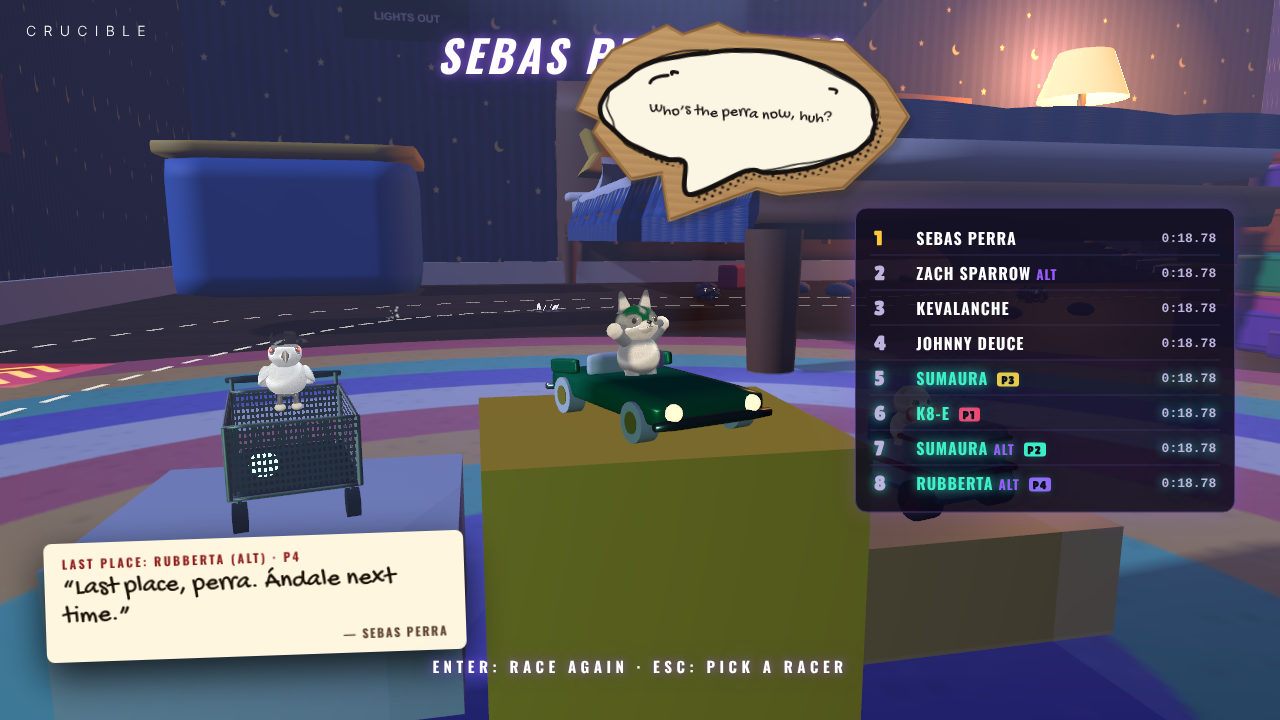 CRUCIBLE
LIGHTS OUT
SEBAS
who's the perra now, huh?
1 SEBAS PERRA 0:18.78
2 ZACH SPARROW ALT 0:18.78
3 KEVALANCHE 0:18.78
4 JOHNNY DEUCE 0:18.78
5 SUMAURA P3 0:18.78
6 K8-E P1 0:18.78
7 SUMAURA ALT P2 0:18.78
8 RUBBERTA ALT P4 0:18.78
LAST PLACE: RUBBERTA (ALT) · P4
“Last place, perra. Ándale next
time.”
— SEBAS PERRA
ENTER: RACE AGAIN · ESC: PICK A RACER